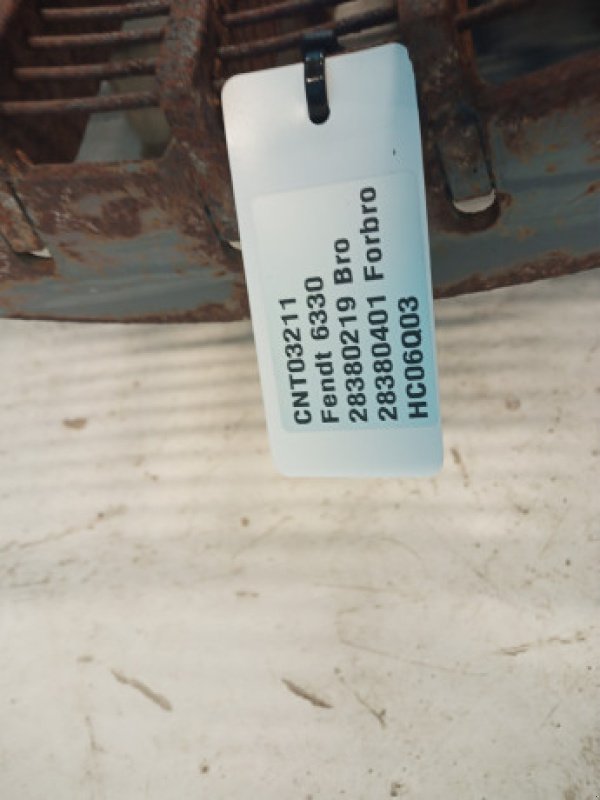 CNT03211
Fendt 6330
28380219 Bro
28380401 Forbro
HC06Q03